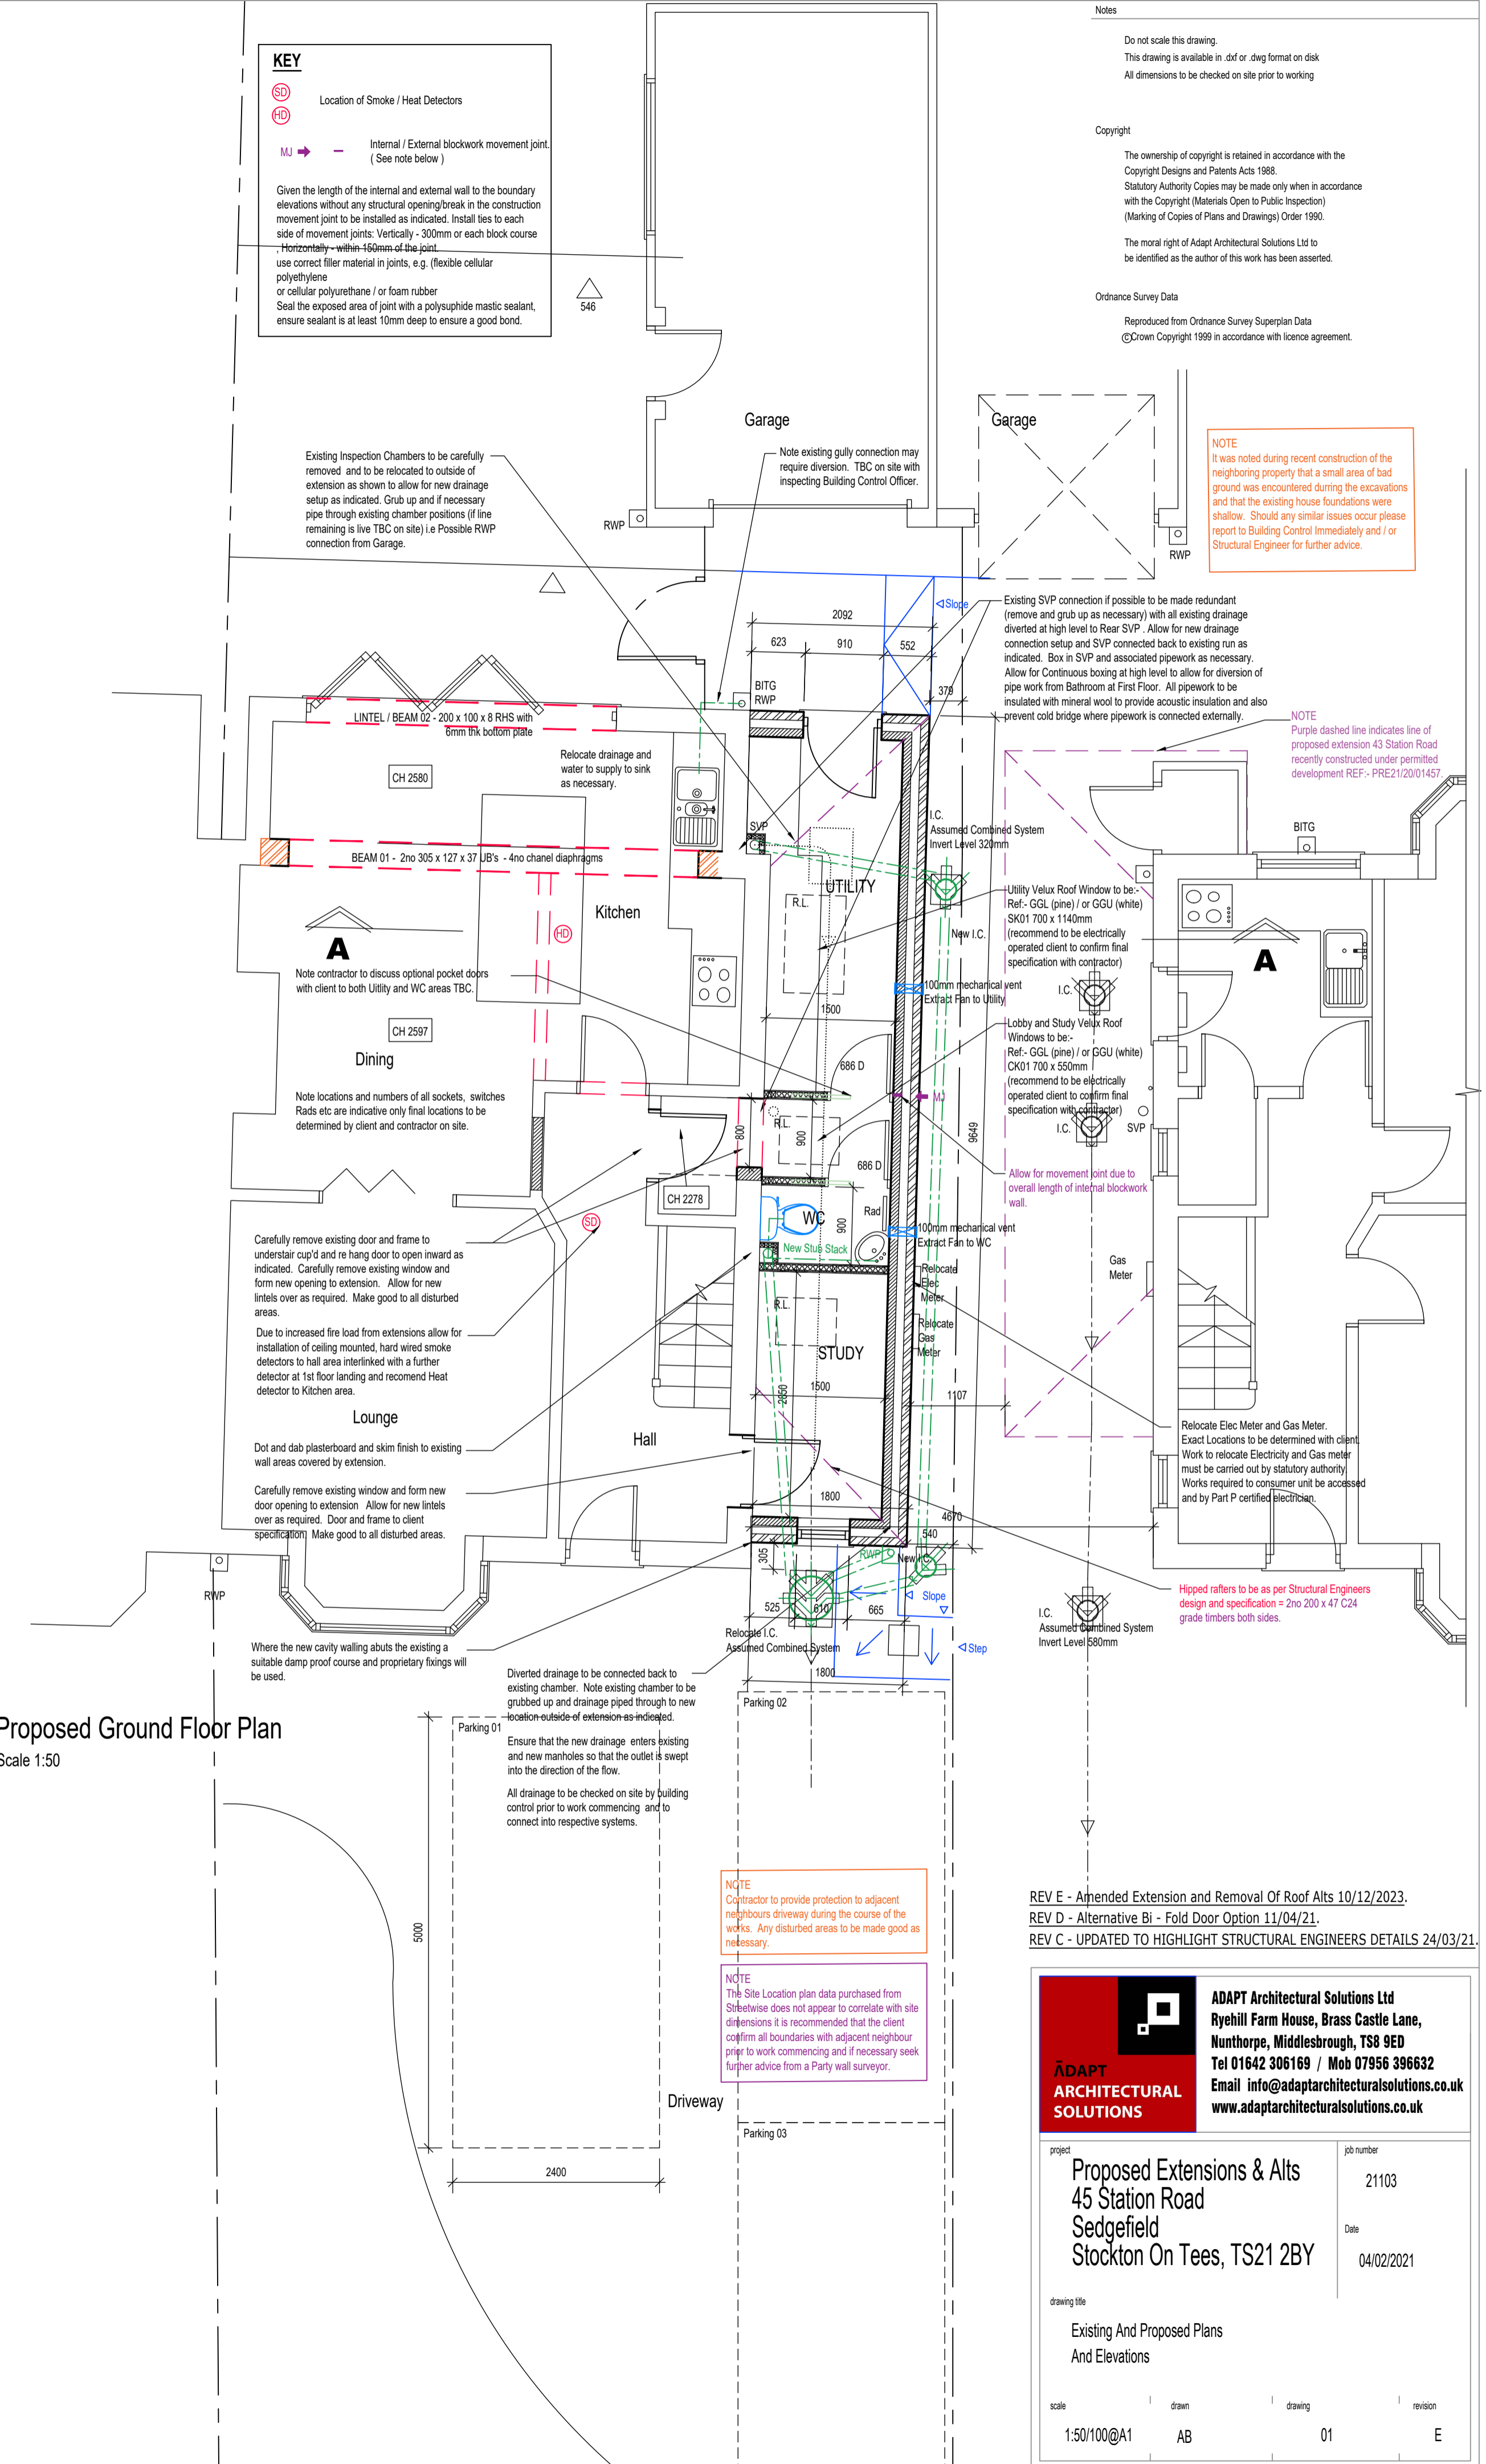 Notes
Do not scale this drawing.
This drawing is available in .dxf or .dwg format on disk
All dimensions to be checked on site prior to working
Copyright
The ownership of copyright is retained in accordance with the
Copyright Designs and Patents Acts 1988.
Statutory Authority Copies may be made only when in accordance
with the Copyright (Materials Open to Public Inspection)
(Marking of Copies of Plans and Drawings) Order 1990.
The moral right of Adapt Architectural Solutions Ltd to
be identified as the author of this work has been asserted.
Ordnance Survey Data
Reproduced from Ordnance Survey Superplan Data
©Crown Copyright 1999 in accordance with licence agreement.
KEY
SD
HD
Location of Smoke / Heat Detectors
MJ
Internal / External blockwork movement joint.
( See note below )
Given the length of the internal and external wall to the boundary
elevations without any structural opening/break in the construction
movement joint to be installed as indicated. Install ties to each
side of movement joints: Vertically - 300mm or each block course
, Horizontally - within 150mm of the joint.
use correct filler material in joints, e.g. (flexible cellular
polyethylene
or cellular polyurethane / or foam rubber
Seal the exposed area of joint with a polysuphide mastic sealant,
ensure sealant is at least 10mm deep to ensure a good bond.
546
Garage
Garage
NOTE
It was noted during recent construction of the
neighboring property that a small area of bad
ground was encountered durring the excavations
and that the existing house foundations were
shallow. Should any similar issues occur please
report to Building Control Immediately and / or
Structural Engineer for further advice.
Existing Inspection Chambers to be carefully
removed and to be relocated to outside of
extension as shown to allow for new drainage
setup as indicated. Grub up and if necessary
pipe through existing chamber positions (if line
remaining is live TBC on site) i.e Possible RWP
connection from Garage.
Note existing gully connection may
require diversion. TBC on site with
inspecting Building Control Officer.
RWP
RWP
Slope
Existing SVP connection if possible to be made redundant
(remove and grub up as necessary) with all existing drainage
diverted at high level to Rear SVP . Allow for new drainage
connection setup and SVP connected back to existing run as
indicated. Box in SVP and associated pipework as necessary.
Allow for Continuous boxing at high level to allow for diversion of
pipe work from Bathroom at First Floor. All pipework to be
insulated with mineral wool to provide acoustic insulation and also
prevent cold bridge where pipework is connected externally.
2092
623
910
552
379
BITG
RWP
NOTE
Purple dashed line indicates line of
proposed extension 43 Station Road
recently constructed under permitted
development REF:- PRE21/20/01457.
LINTEL / BEAM 02 - 200 x 100 x 8 RHS with
6mm thk bottom plate
CH 2580
Relocate drainage and
water to supply to sink
as necessary.
SVP
BEAM 01 - 2no 305 x 127 x 37 UB's - 4no chanel diaphragms
I.C.
Assumed Combined System
Invert Level 320mm
BITG
UTILITY
R.L.
Kitchen
HD
A
A
New I.C.
Utility Velux Roof Window to be:-
Ref:- GGL (pine) / or GGU (white)
SK01 700 x 1140mm
(recommend to be electrically
operated client to confirm final
specification with contractor)
I.C.
Note contractor to discuss optional pocket doors
with client to both Uitlity and WC areas TBC.
100mm mechanical vent
Extract Fan to Utility
1500
CH 2597
Dining
Lobby and Study Velux Roof
Windows to be:-
Ref:- GGL (pine) / or GGU (white)
CK01 700 x 550mm
(recommend to be electrically
operated client to confirm final
specification with contractor)
686 D
MJ
I.C.
SVP
Note locations and numbers of all sockets, switches
Rads etc are indicative only final locations to be
determined by client and contractor on site.
800
R.L.
900
9649
686 D
Allow for movement joint due to
overall length of internal blockwork
wall.
CH 2278
WC
900
Rad
SD
100mm mechanical vent
Extract Fan to WC
New Stub Stack
Carefully remove existing door and frame to
understair cup'd and re hang door to open inward as
indicated. Carefully remove existing window and
form new opening to extension. Allow for new
lintels over as required. Make good to all disturbed
areas.
Relocate
Elec
Meter
Gas
Meter
R.L.
Relocate
Gas
Meter
Due to increased fire load from extensions allow for
installation of ceiling mounted, hard wired smoke
detectors to hall area interlinked with a further
detector at 1st floor landing and recomend Heat
detector to Kitchen area.
STUDY
1500
2650
1107
Lounge
Hall
Dot and dab plasterboard and skim finish to existing
wall areas covered by extension.
Relocate Elec Meter and Gas Meter.
Exact Locations to be determined with client.
Work to relocate Electricity and Gas meter
must be carried out by statutory authority.
Works required to consumer unit be accessed
and by Part P certified electrician.
Carefully remove existing window and form new
door opening to extension Allow for new lintels
over as required. Door and frame to client
specification. Make good to all disturbed areas.
1800
4670
540
305
RWP
New I.C.
RWP
525
610
665
Slope
Relocate I.C.
Assumed Combined System
Step
1800
I.C.
Assumed Combined System
Invert Level 580mm
Hipped rafters to be as per Structural Engineers
design and specification = 2no 200 x 47 C24
grade timbers both sides.
Where the new cavity walling abuts the existing a
suitable damp proof course and proprietary fixings will
be used.
Diverted drainage to be connected back to
existing chamber. Note existing chamber to be
grubbed up and drainage piped through to new
location outside of extension as indicated.
Ensure that the new drainage enters existing
and new manholes so that the outlet is swept
into the direction of the flow.
All drainage to be checked on site by building
control prior to work commencing and to
connect into respective systems.
Proposed Ground Floor Plan
Scale 1:50
Parking 01
Parking 02
5000
2400
NOTE
Contractor to provide protection to adjacent
neighbours driveway during the course of the
works. Any disturbed areas to be made good as
necessary.
NOTE
The Site Location plan data purchased from
Streetwise does not appear to correlate with site
dimensions it is recommended that the client
confirm all boundaries with adjacent neighbour
prior to work commencing and if necessary seek
further advice from a Party wall surveyor.
Driveway
Parking 03
REV E - Amended Extension and Removal Of Roof Alts 10/12/2023.
REV D - Alternative Bi - Fold Door Option 11/04/21.
REV C - UPDATED TO HIGHLIGHT STRUCTURAL ENGINEERS DETAILS 24/03/21.
ĀDAPT
ARCHITECTURAL
SOLUTIONS
ADAPT Architectural Solutions Ltd
Ryehill Farm House, Brass Castle Lane,
Nunthorpe, Middlesbrough, TS8 9ED
Tel 01642 306169 / Mob 07956 396632
Email info@adaptarchitecturalsolutions.co.uk
www.adaptarchitecturalsolutions.co.uk
project
Proposed Extensions & Alts
45 Station Road
Sedgefield
Stockton On Tees, TS21 2BY
job number
21103
Date
04/02/2021
drawing title
Existing And Proposed Plans
And Elevations
scale
drawn
drawing
revision
1:50/100@A1
AB
01
E